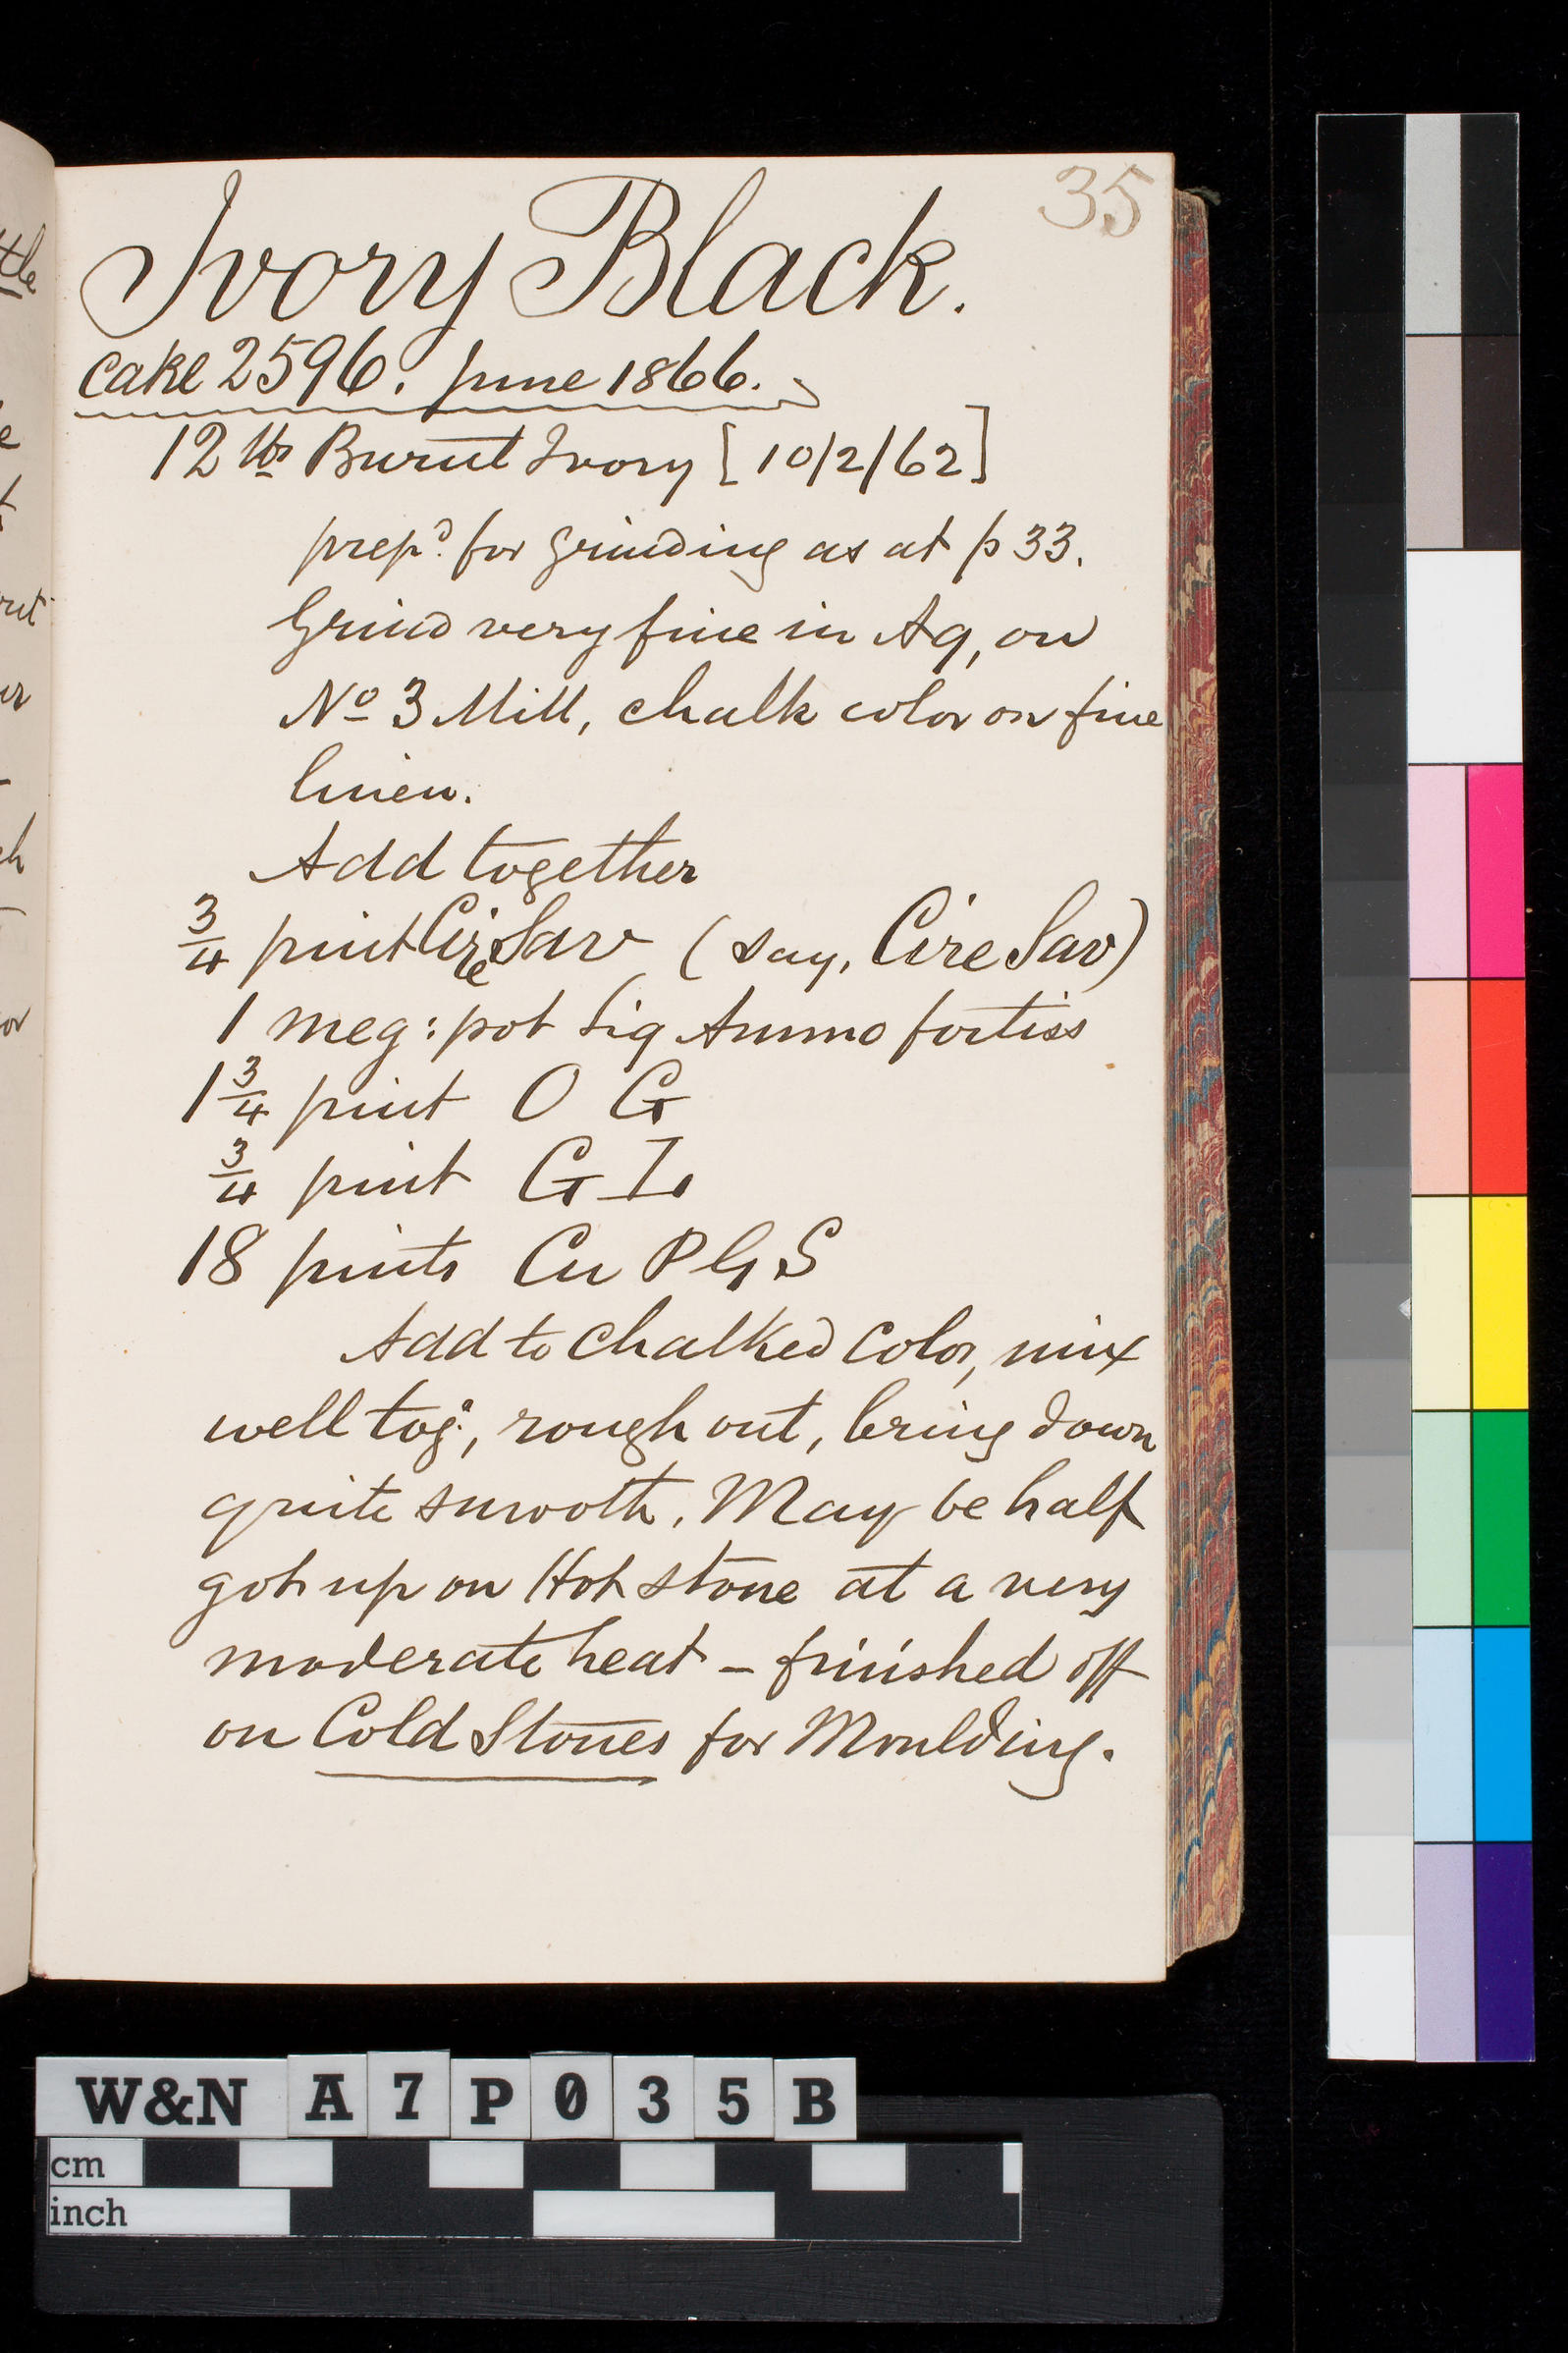 35
Ivory Black.
Cake 2596. June 1866.
12 lbs Burnt Ivory [10/2/62]
prepd. for grinding as at p 33.
Grind very fine in Aq, on
No 3 Mill, chalk color on fine
linen.
Add together
3/4 pint Cire Sav (say, Cire Sav)
1 meg: pot Liq Ammo fortiss
1 3/4 pint O G
3/4 pint G L
18 pints Cu P G S
Add to Chalked Color, mix
well tog:, rough out, bring down
quite smooth. May be half
got up on Hot stone at a very
moderate heat – finished off
on Cold Stones for Moulding.
W&N A 7 P 0 3 5 B
cm
inch